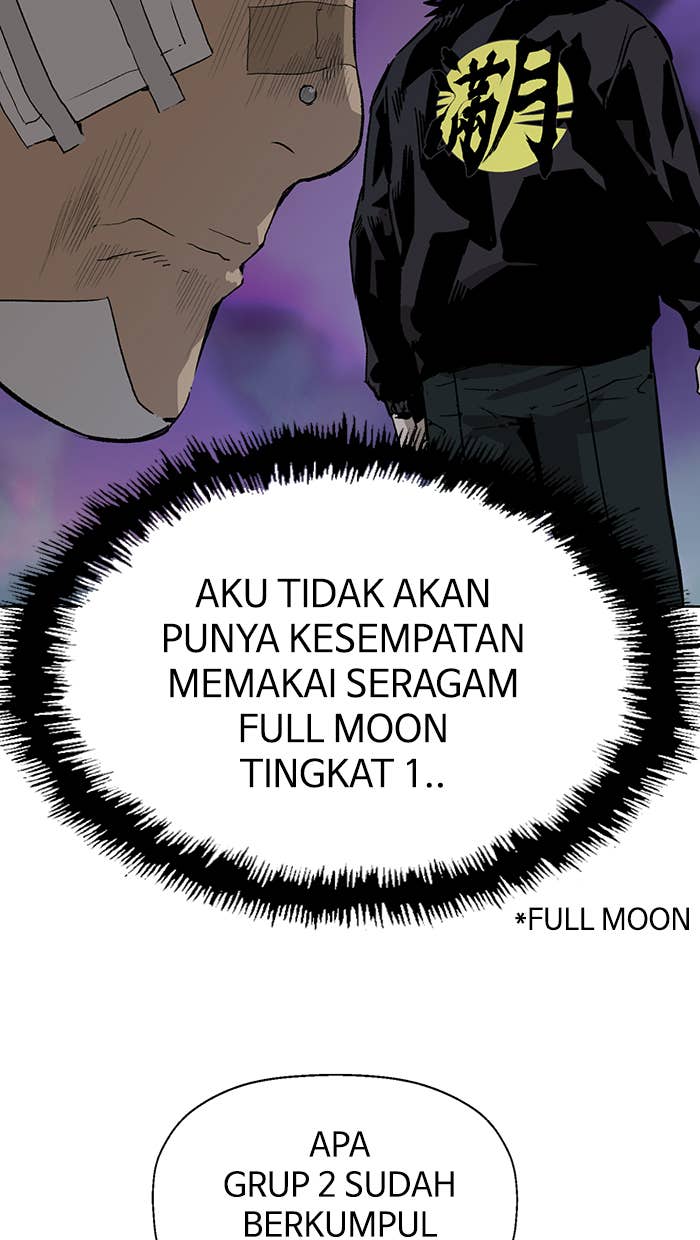 滿月
AKU TIDAK AKAN
PUNYA KESEMPATAN
MEMAKAI SERAGAM
FULL MOON
TINGKAT 1..
*FULL MOON
APA
GRUP 2 SUDAH
BERKUMPUL